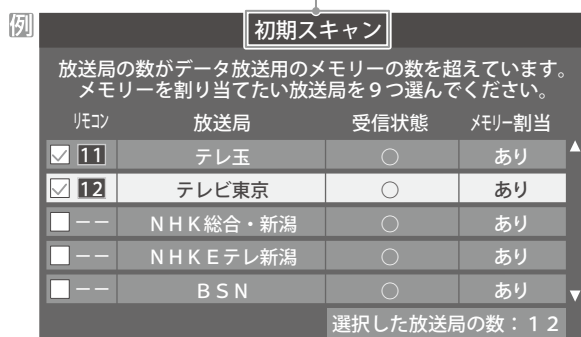 例
初期スキャン
放送局の数がデータ放送用のメモリーの数を超えています。
メモリーを割り当てたい放送局を９つ選んでください。
リモコン 放送局 受信状態 メモリー割当
11 テレ玉 ○ あり
12 テレビ東京 ○ あり
－－ ＮＨＫ総合・新潟 ○ あり
－－ ＮＨＫＥテレ新潟 ○ あり
－－ ＢＳＮ ○ あり
選択した放送局の数：１２